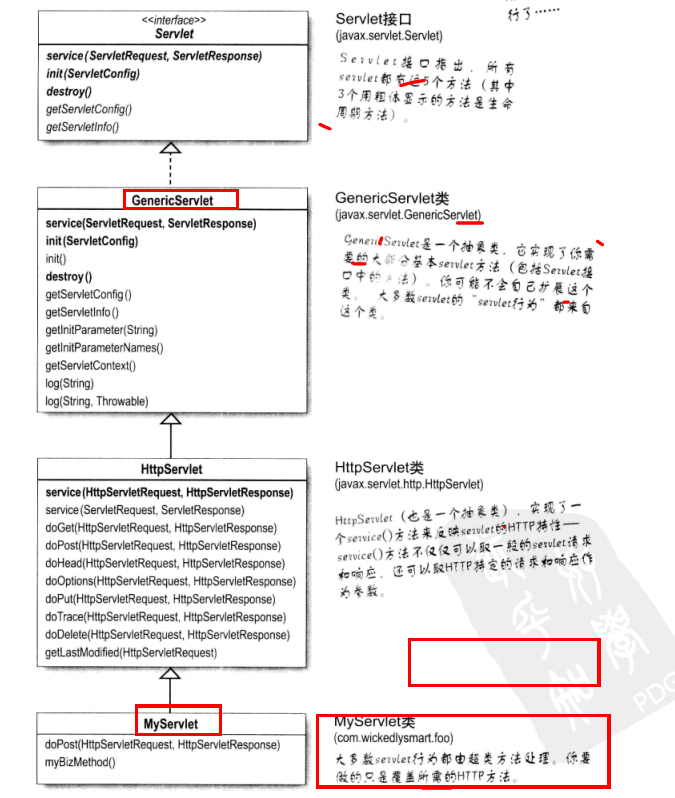 行了……
<<interface>>
Servlet
service(ServletRequest, ServletResponse)
init(ServletConfig)
destroy()
getServletConfig()
getServletInfo()
Servlet接口
(javax.servlet.Servlet)
Servlet接口指出，所有
servlet都有这5个方法（其中
3个用粗体显示的方法是生命
周期方法）。
GenericServlet
service(ServletRequest, ServletResponse)
init(ServletConfig)
init()
destroy()
getServletConfig()
getServletInfo()
getInitParameter(String)
getInitParameterNames()
getServletContext()
log(String)
log(String, Throwable)
GenericServlet类
(javax.servlet.GenericServlet)
GenericServlet是一个抽象类，它实现了你需
要的大部分基本servlet方法（包括Servlet接
口中的方法）。你可能不会自己扩展这个
类。大多数servlet的“servlet行为”都来自
这个类。
HttpServlet
service(HttpServletRequest, HttpServletResponse)
service(ServletRequest, ServletResponse)
doGet(HttpServletRequest, HttpServletResponse)
doPost(HttpServletRequest, HttpServletResponse)
doHead(HttpServletRequest, HttpServletResponse)
doOptions(HttpServletRequest, HttpServletResponse)
doPut(HttpServletRequest, HttpServletResponse)
doTrace(HttpServletRequest, HttpServletResponse)
doDelete(HttpServletRequest, HttpServletResponse)
getLastModified(HttpServletRequest)
HttpServlet类
(javax.servlet.http.HttpServlet)
HttpServlet（也是一个抽象类），实现了一
个service()方法来反映servlet的HTTP特性——
service()方法不仅仅可以取一般的servlet请求
和响应，还可以取HTTP特定的请求和响应作
为参数。
PDG
MyServlet
doPost(HttpServletRequest, HttpServletResponse)
myBizMethod()
MyServlet类
(com.wickedlysmart.foo)
大多数servlet行为都由超类方法处理。你要
做的只是覆盖所需的HTTP方法。